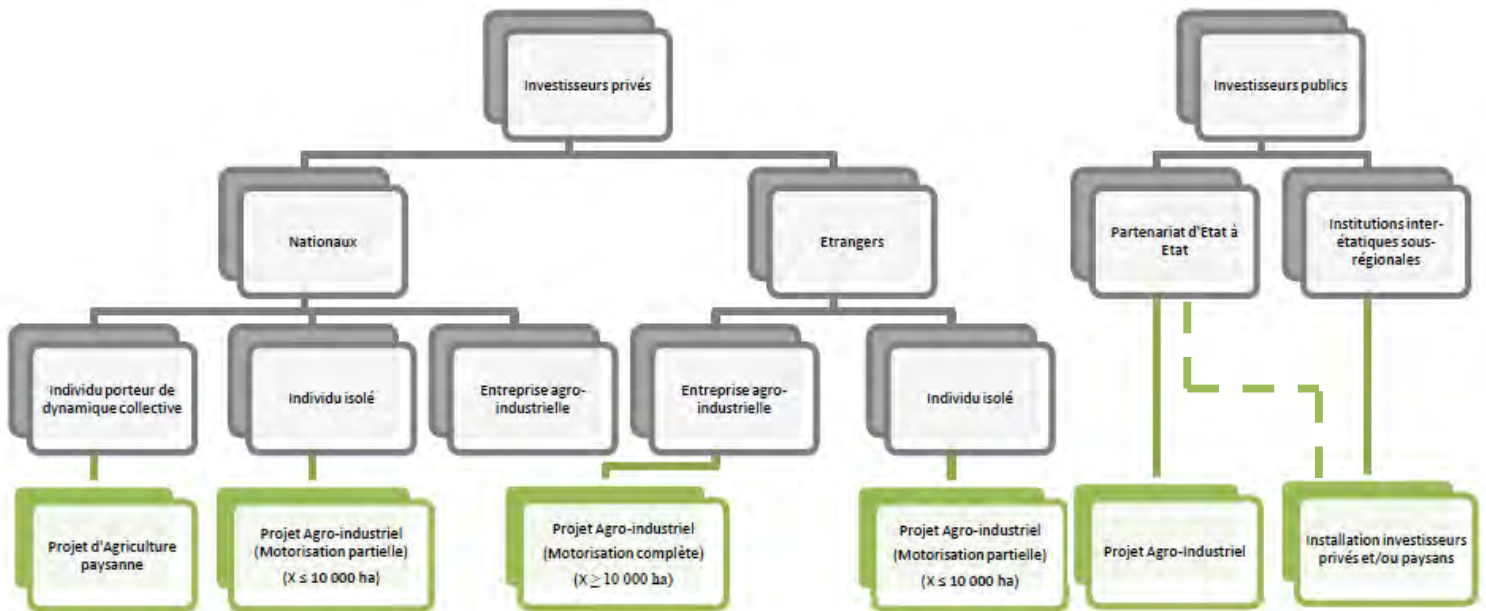 Investisseurs privés
Investisseurs publics
Nationaux
Etrangers
Partenariat d'Etat à
Etat
Institutions inter-
étatiques sous-
régionales
Individu porteur de
dynamique collective
Individu isolé
Entreprise agro-
industrielle
Entreprise agro-
industrielle
Individu isolé
Projet d'Agriculture
paysanne
Projet Agro-industriel
(Motorisation partielle)
(X ≤ 10 000 ha)
Projet Agro-industriel
(Motorisation complète)
(X ≥ 10 000 ha)
Projet Agro-industriel
(Motorisation partielle)
(X ≤ 10 000 ha)
Projet Agro-Industriel
Installation investisseurs
privés et/ou paysans